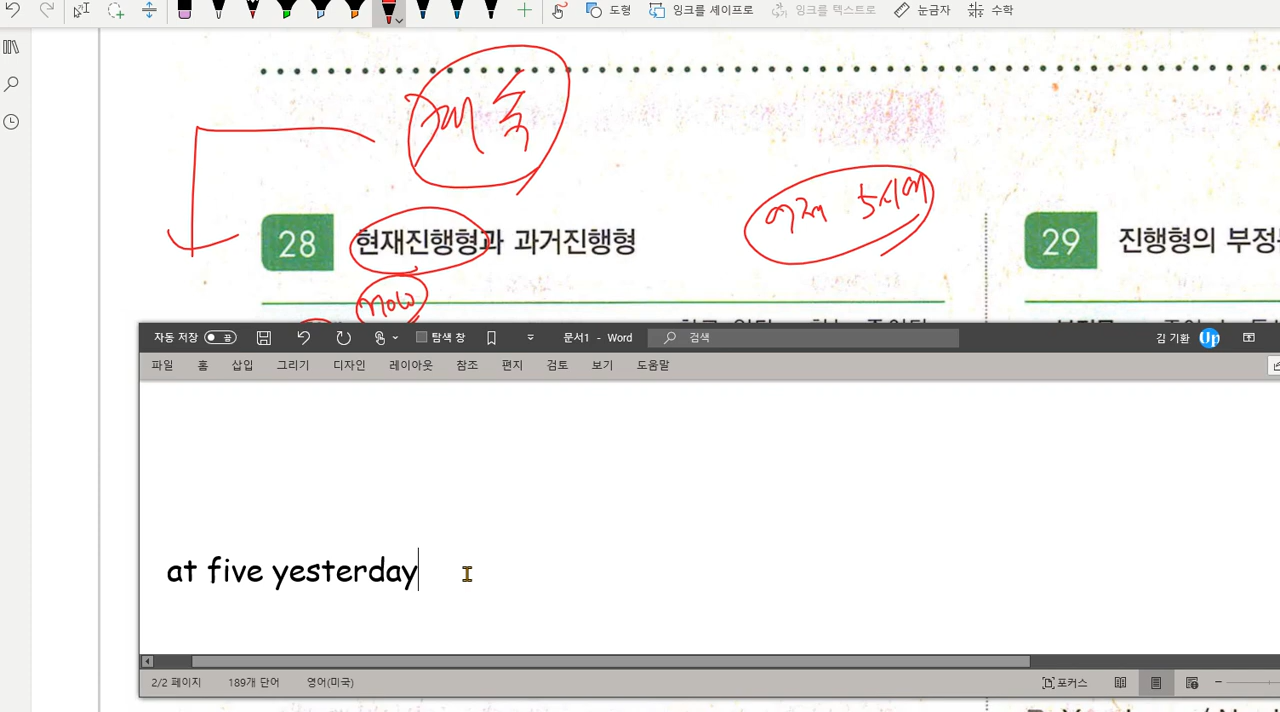 도형 잉크를 셰이프로 잉크를 텍스트로 눈금자 수학
계속
어제 5시에
28 현재진행형과 과거진행형
29 진행형의 부정
now
자동 저장 끔 탐색 창 문서1 - Word 검색 김 기환 Up
파일 홈 삽입 그리기 디자인 레이아웃 참조 편지 검토 보기 도움말
at five yesterday
2/2 페이지 189개 단어 영어(미국) 포커스